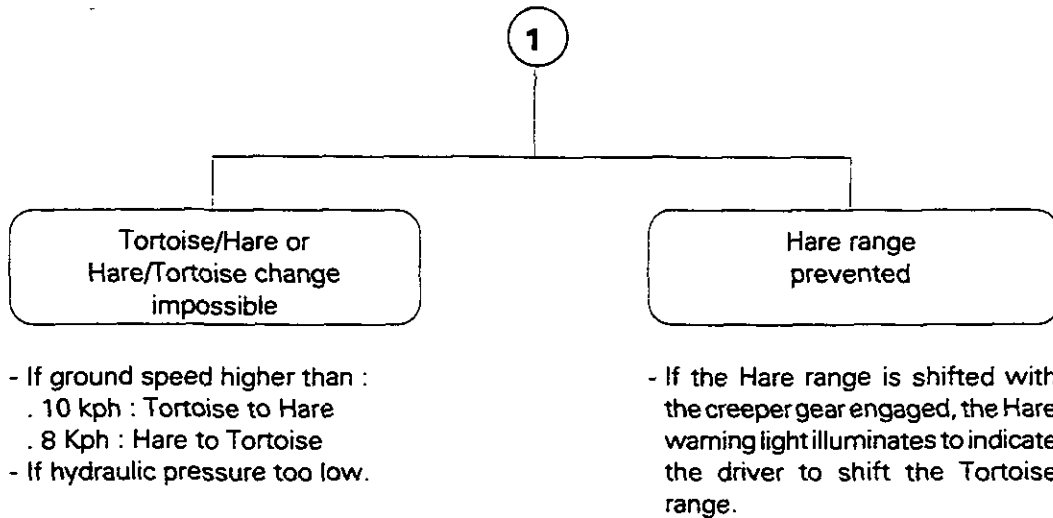 1
Tortoise/Hare or
Hare/Tortoise change
impossible
- If ground speed higher than :
. 10 kph : Tortoise to Hare
. 8 Kph : Hare to Tortoise
- If hydraulic pressure too low.
Hare range
prevented
- If the Hare range is shifted with
the creeper gear engaged, the Hare
warning light illuminates to indicate
the driver to shift the Tortoise
range.